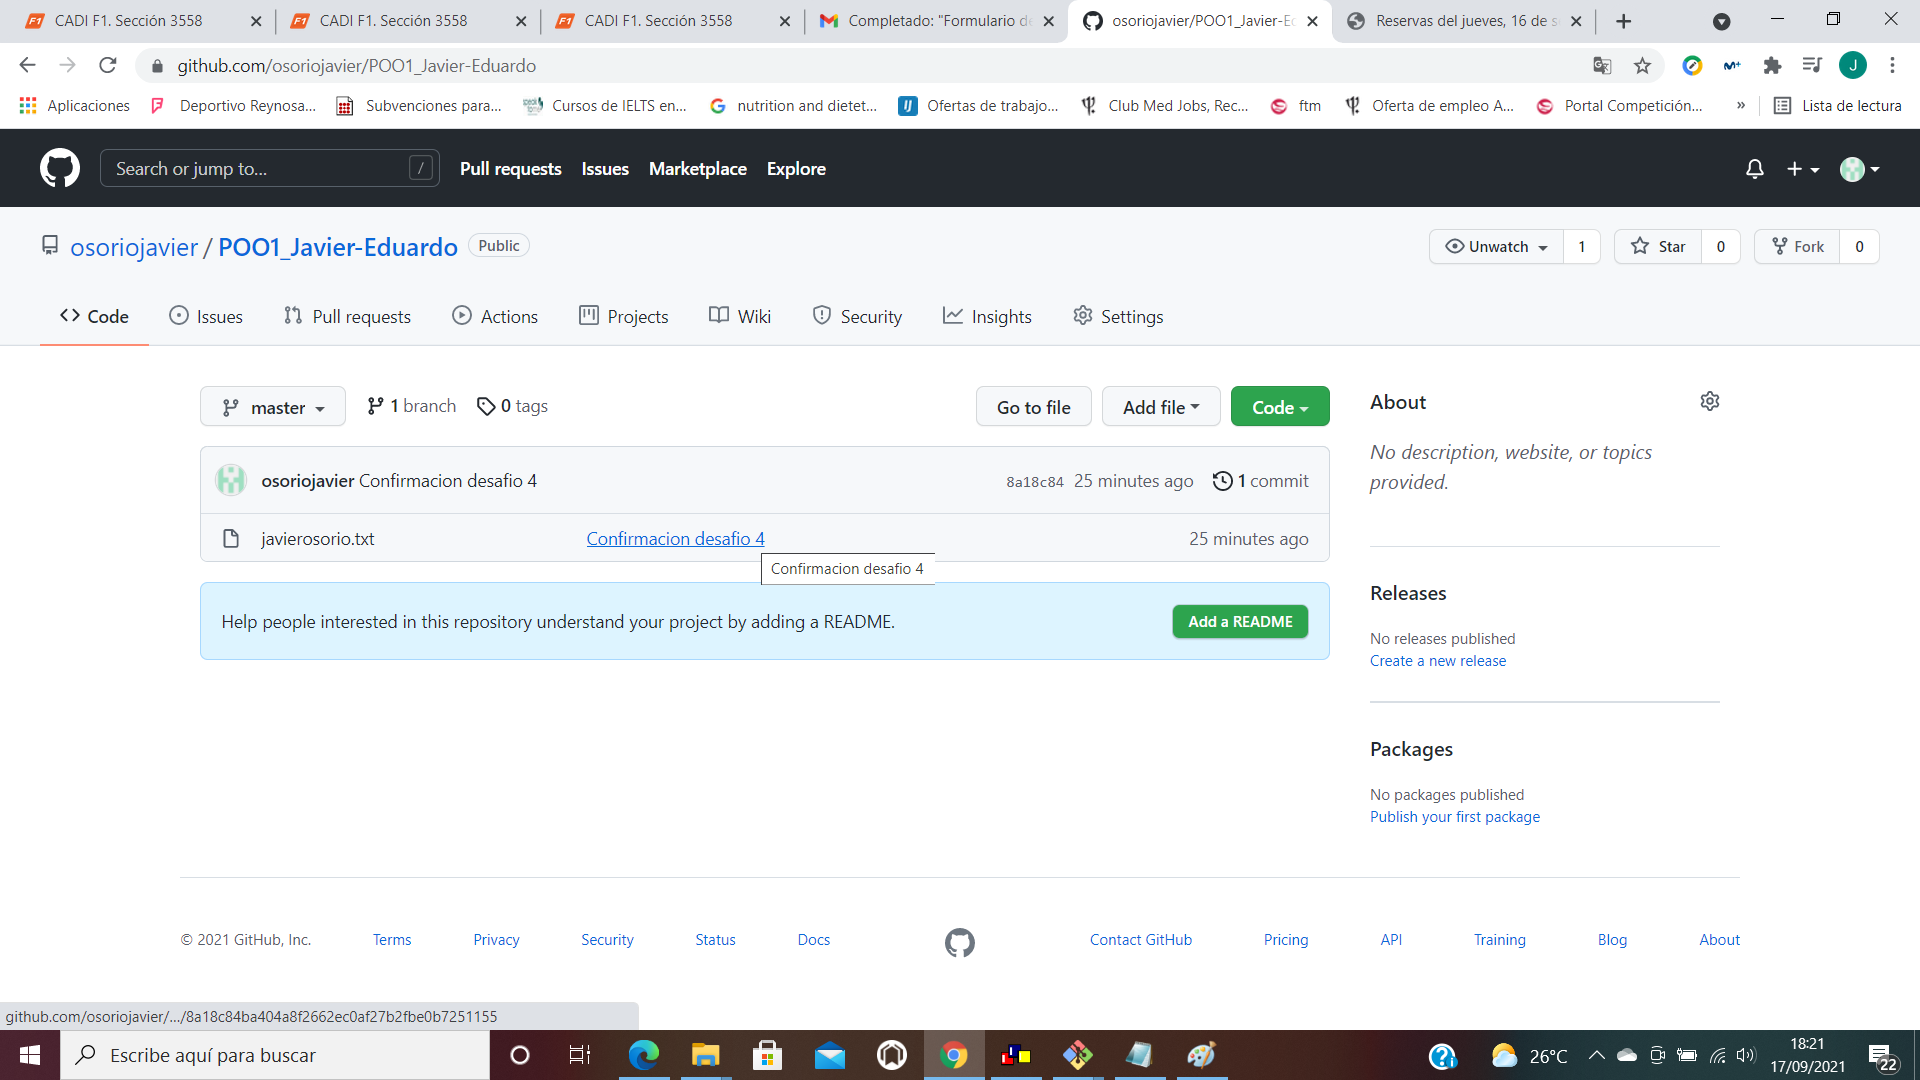 CADI F1. Sección 3558
CADI F1. Sección 3558
CADI F1. Sección 3558
Completado: "Formulario de
osoriojavier/POO1_Javier-Ed
Reservas del jueves, 16 de s
github.com/osoriojavier/POO1_Javier-Eduardo
J
Aplicaciones
Deportivo Reynosa...
Subvenciones para...
Cursos de IELTS en...
nutrition and dietet...
Ofertas de trabajo...
Club Med Jobs, Rec...
ftm
Oferta de empleo A...
Portal Competición...
»
Lista de lectura
Search or jump to...
/
Pull requests
Issues
Marketplace
Explore
osoriojavier / POO1_Javier-Eduardo
Public
Unwatch
1
Star
0
Fork
0
Code
Issues
Pull requests
Actions
Projects
Wiki
Security
Insights
Settings
master
1 branch
0 tags
Go to file
Add file
Code
osoriojavier Confirmacion desafio 4
8a18c84
25 minutes ago
1 commit
javierosorio.txt
Confirmacion desafio 4
25 minutes ago
Confirmacion desafio 4
Help people interested in this repository understand your project by adding a README.
Add a README
About
No description, website, or topics
provided.
Releases
No releases published
Create a new release
Packages
No packages published
Publish your first package
© 2021 GitHub, Inc.
Terms
Privacy
Security
Status
Docs
Contact GitHub
Pricing
API
Training
Blog
About
github.com/osoriojavier/.../8a18c84ba404a8f2662ec0af27b2fbe0b7251155
Escribe aquí para buscar
26°C
18:21
17/09/2021
22